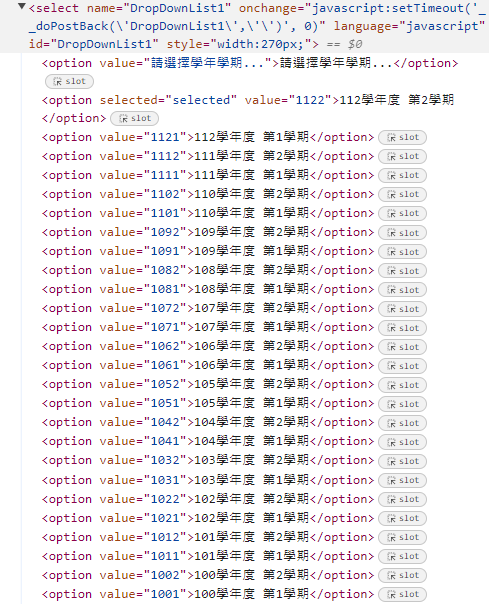 ▼<select name="DropDownList1" onchange="javascript:setTimeout('_
_doPostBack(\'DropDownList1\',\'\')', 0)" language="javascript"
id="DropDownList1" style="width:270px;"> == $0
<option value="請選擇學年學期...">請選擇學年學期...</option>
slot
<option selected="selected" value="1122">112學年度 第2學期
</option> slot
<option value="1121">112學年度 第1學期</option> slot
<option value="1112">111學年度 第2學期</option> slot
<option value="1111">111學年度 第1學期</option> slot
<option value="1102">110學年度 第2學期</option> slot
<option value="1101">110學年度 第1學期</option> slot
<option value="1092">109學年度 第2學期</option> slot
<option value="1091">109學年度 第1學期</option> slot
<option value="1082">108學年度 第2學期</option> slot
<option value="1081">108學年度 第1學期</option> slot
<option value="1072">107學年度 第2學期</option> slot
<option value="1071">107學年度 第1學期</option> slot
<option value="1062">106學年度 第2學期</option> slot
<option value="1061">106學年度 第1學期</option> slot
<option value="1052">105學年度 第2學期</option> slot
<option value="1051">105學年度 第1學期</option> slot
<option value="1042">104學年度 第2學期</option> slot
<option value="1041">104學年度 第1學期</option> slot
<option value="1032">103學年度 第2學期</option> slot
<option value="1031">103學年度 第1學期</option> slot
<option value="1022">102學年度 第2學期</option> slot
<option value="1021">102學年度 第1學期</option> slot
<option value="1012">101學年度 第2學期</option> slot
<option value="1011">101學年度 第1學期</option> slot
<option value="1002">100學年度 第2學期</option> slot
<option value="1001">100學年度 第1學期</option> slot